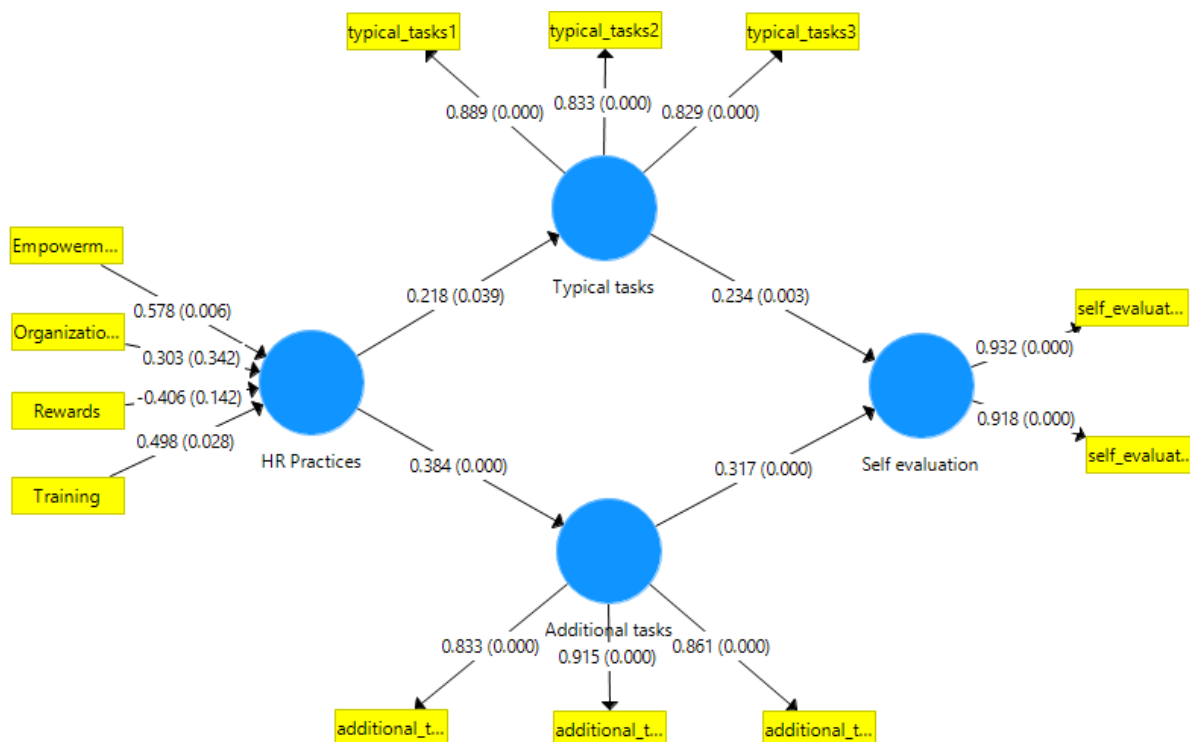 typical_tasks1
typical_tasks2
typical_tasks3
0.889 (0.000)
0.833 (0.000)
0.829 (0.000)
Empowerm...
Typical tasks
0.578 (0.006)
0.218 (0.039)
0.234 (0.003)
self_evaluat...
Organizatio...
0.303 (0.342)
0.932 (0.000)
-0.406 (0.142)
Rewards
0.918 (0.000)
0.498 (0.028)
HR Practices
0.384 (0.000)
0.317 (0.000)
Self evaluation
self_evaluat...
Training
Additional tasks
0.833 (0.000)
0.915 (0.000)
0.861 (0.000)
additional_t...
additional_t...
additional_t...